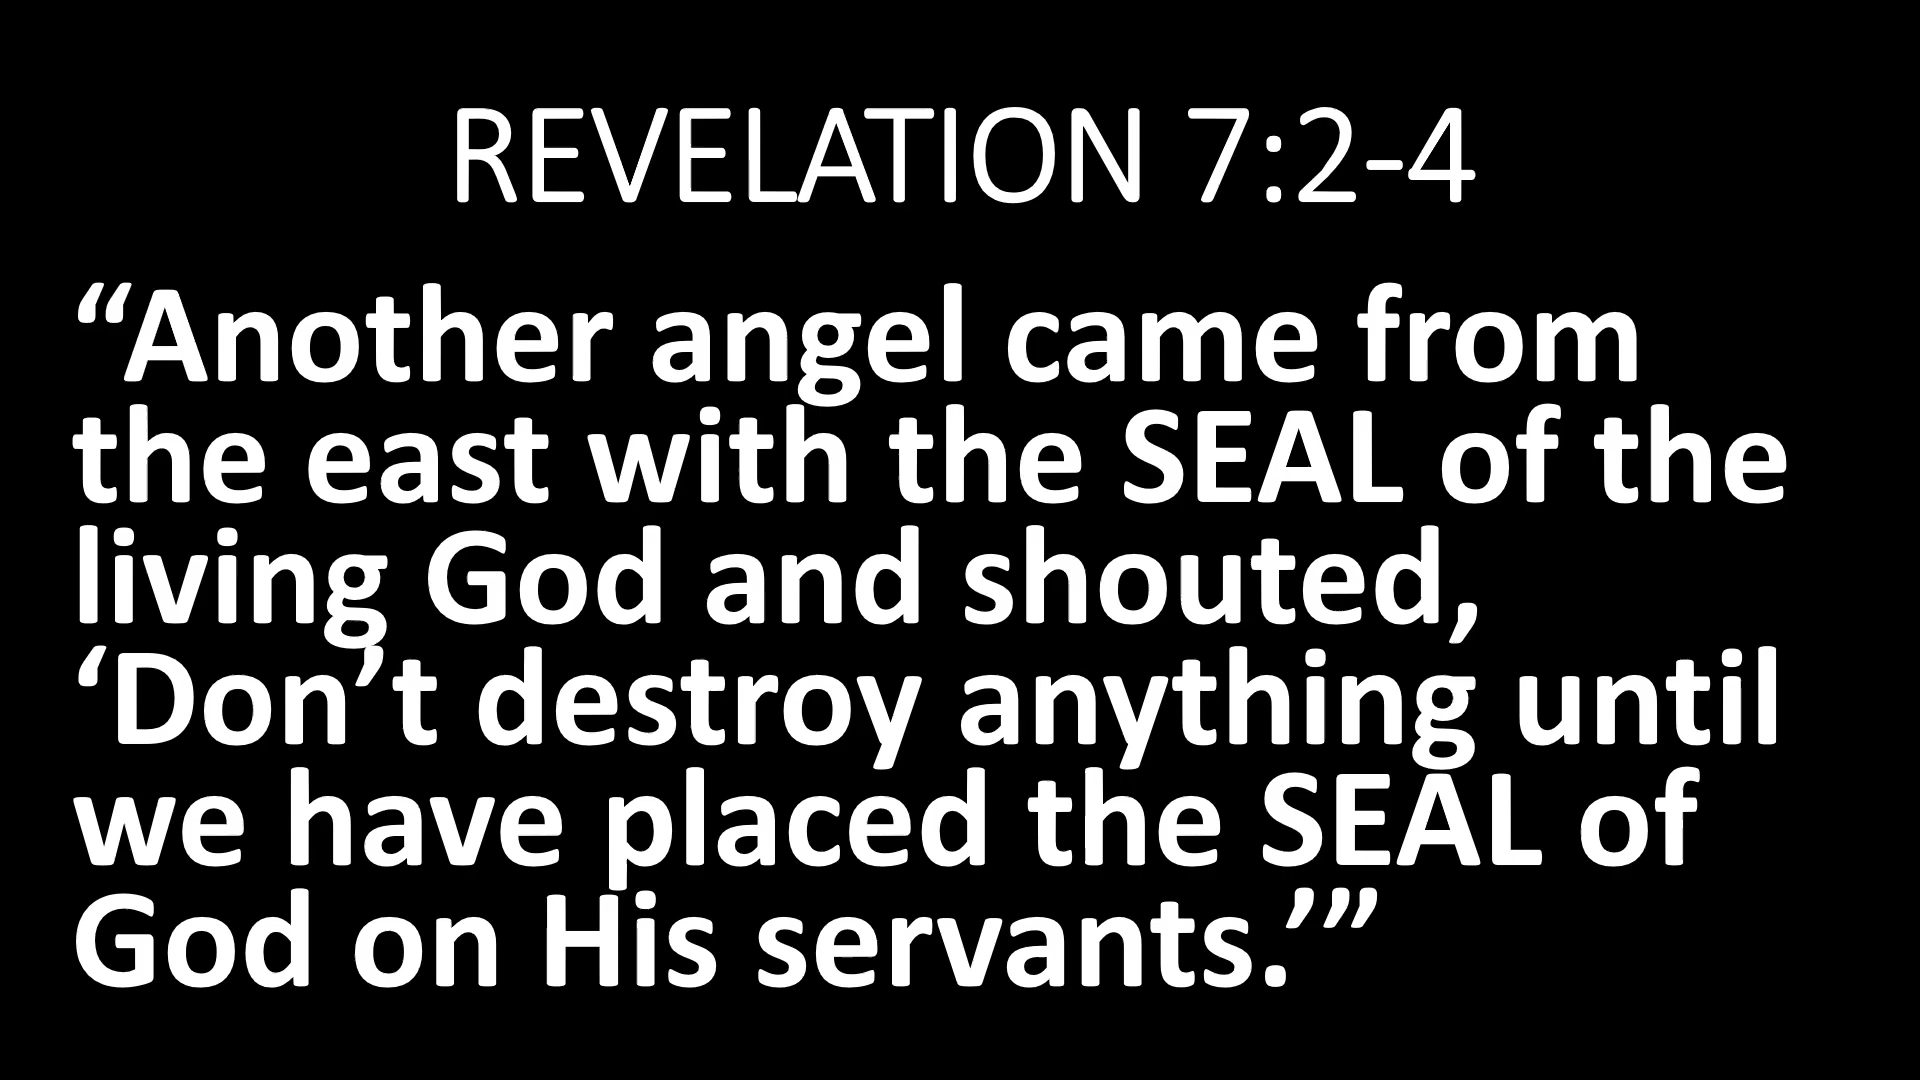 REVELATION 7:2-4
“Another angel came from
the east with the SEAL of the
living God and shouted,
‘Don’t destroy anything until
we have placed the SEAL of
God on His servants.’”